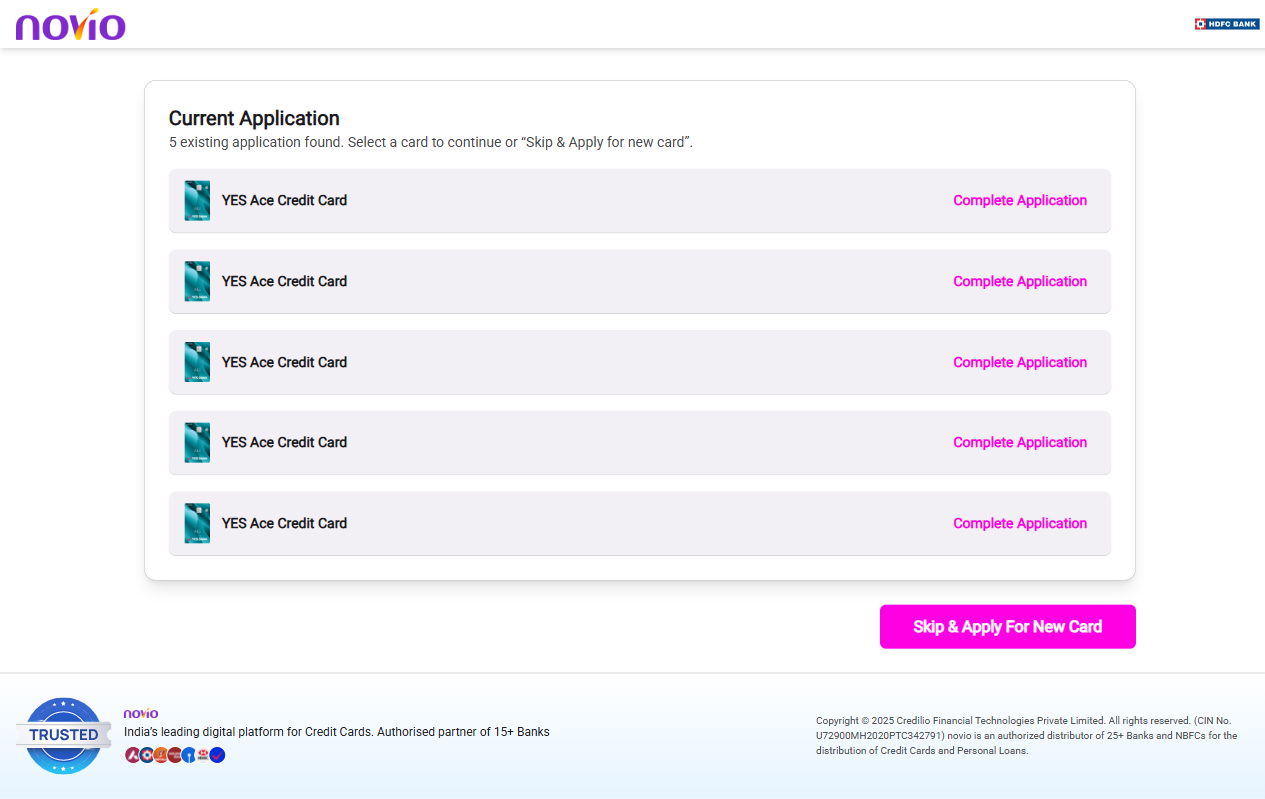 novio
HDFC BANK
Current Application
5 existing application found. Select a card to continue or “Skip & Apply for new card”.
YES Ace Credit Card
Complete Application
YES Ace Credit Card
Complete Application
YES Ace Credit Card
Complete Application
YES Ace Credit Card
Complete Application
YES Ace Credit Card
Complete Application
Skip & Apply For New Card
TRUSTED
novio
India’s leading digital platform for Credit Cards. Authorised partner of 15+ Banks
Copyright © 2025 Credilio Financial Technologies Private Limited. All rights reserved. (CIN No.
U72900MH2020PTC342791) novio is an authorized distributor of 25+ Banks and NBFCs for the
distribution of Credit Cards and Personal Loans.